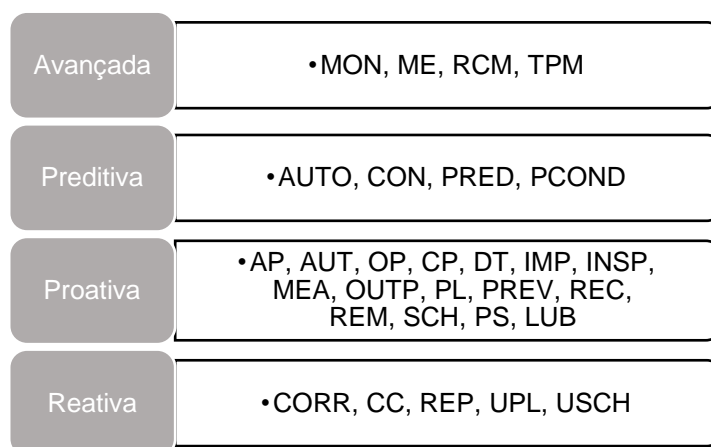 Avançada
•MON, ME, RCM, TPM
Preditiva
•AUTO, CON, PRED, PCOND
Proativa
•AP, AUT, OP, CP, DT, IMP, INSP,
MEA, OUTP, PL, PREV, REC,
REM, SCH, PS, LUB
Reativa
•CORR, CC, REP, UPL, USCH